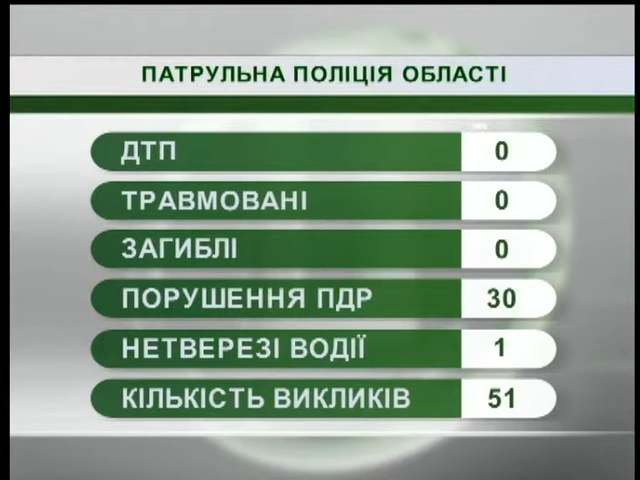 ПАТРУЛЬНА ПОЛІЦІЯ ОБЛАСТІ
ДТП 0
ТРАВМОВАНІ 0
ЗАГИБЛІ 0
ПОРУШЕННЯ ПДР 30
НЕТВЕРЕЗІ ВОДІЇ 1
КІЛЬКІСТЬ ВИКЛИКІВ 51